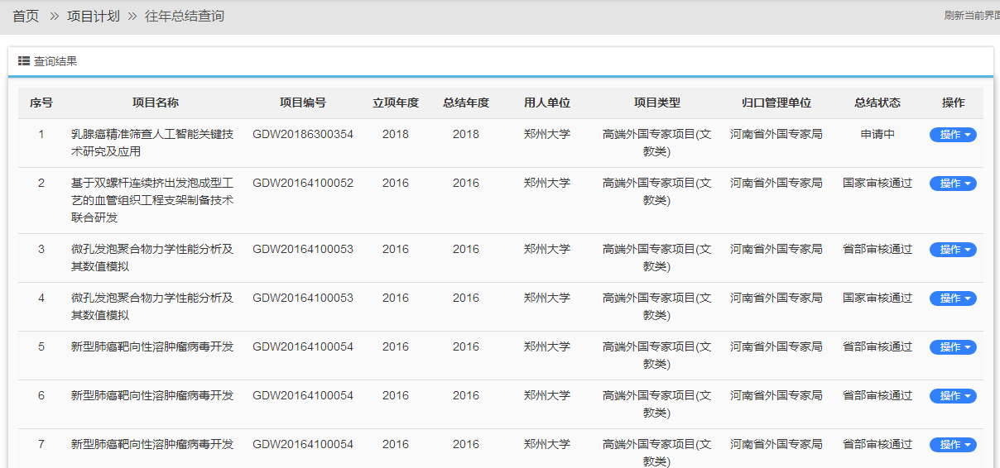 首页 » 项目计划 » 往年总结查询 刷新当前界面
查询结果
序号 项目名称 项目编号 立项年度 总结年度 用人单位 项目类型 归口管理单位 总结状态 操作
1 乳腺癌精准筛查人工智能关键技 GDW20186300354 2018 2018 郑州大学 高端外国专家项目(文 河南省外国专家局 申请中 操作
术研究及应用 教类)
2 基于双螺杆连续挤出发泡成型工 GDW20164100052 2016 2016 郑州大学 高端外国专家项目(文 河南省外国专家局 国家审核通过 操作
艺的血管组织工程支架制备技术 教类)
联合研发
3 微孔发泡聚合物力学性能分析及 GDW20164100053 2016 2016 郑州大学 高端外国专家项目(文 河南省外国专家局 省部审核通过 操作
其数值模拟 教类)
4 微孔发泡聚合物力学性能分析及 GDW20164100053 2016 2016 郑州大学 高端外国专家项目(文 河南省外国专家局 国家审核通过 操作
其数值模拟 教类)
5 新型肺癌靶向性溶肿瘤病毒开发 GDW20164100054 2016 2016 郑州大学 高端外国专家项目(文 河南省外国专家局 省部审核通过 操作
教类)
6 新型肺癌靶向性溶肿瘤病毒开发 GDW20164100054 2016 2016 郑州大学 高端外国专家项目(文 河南省外国专家局 省部审核通过 操作
教类)
7 新型肺癌靶向性溶肿瘤病毒开发 GDW20164100054 2016 2016 郑州大学 高端外国专家项目(文 河南省外国专家局 省部审核通过 操作
教类)